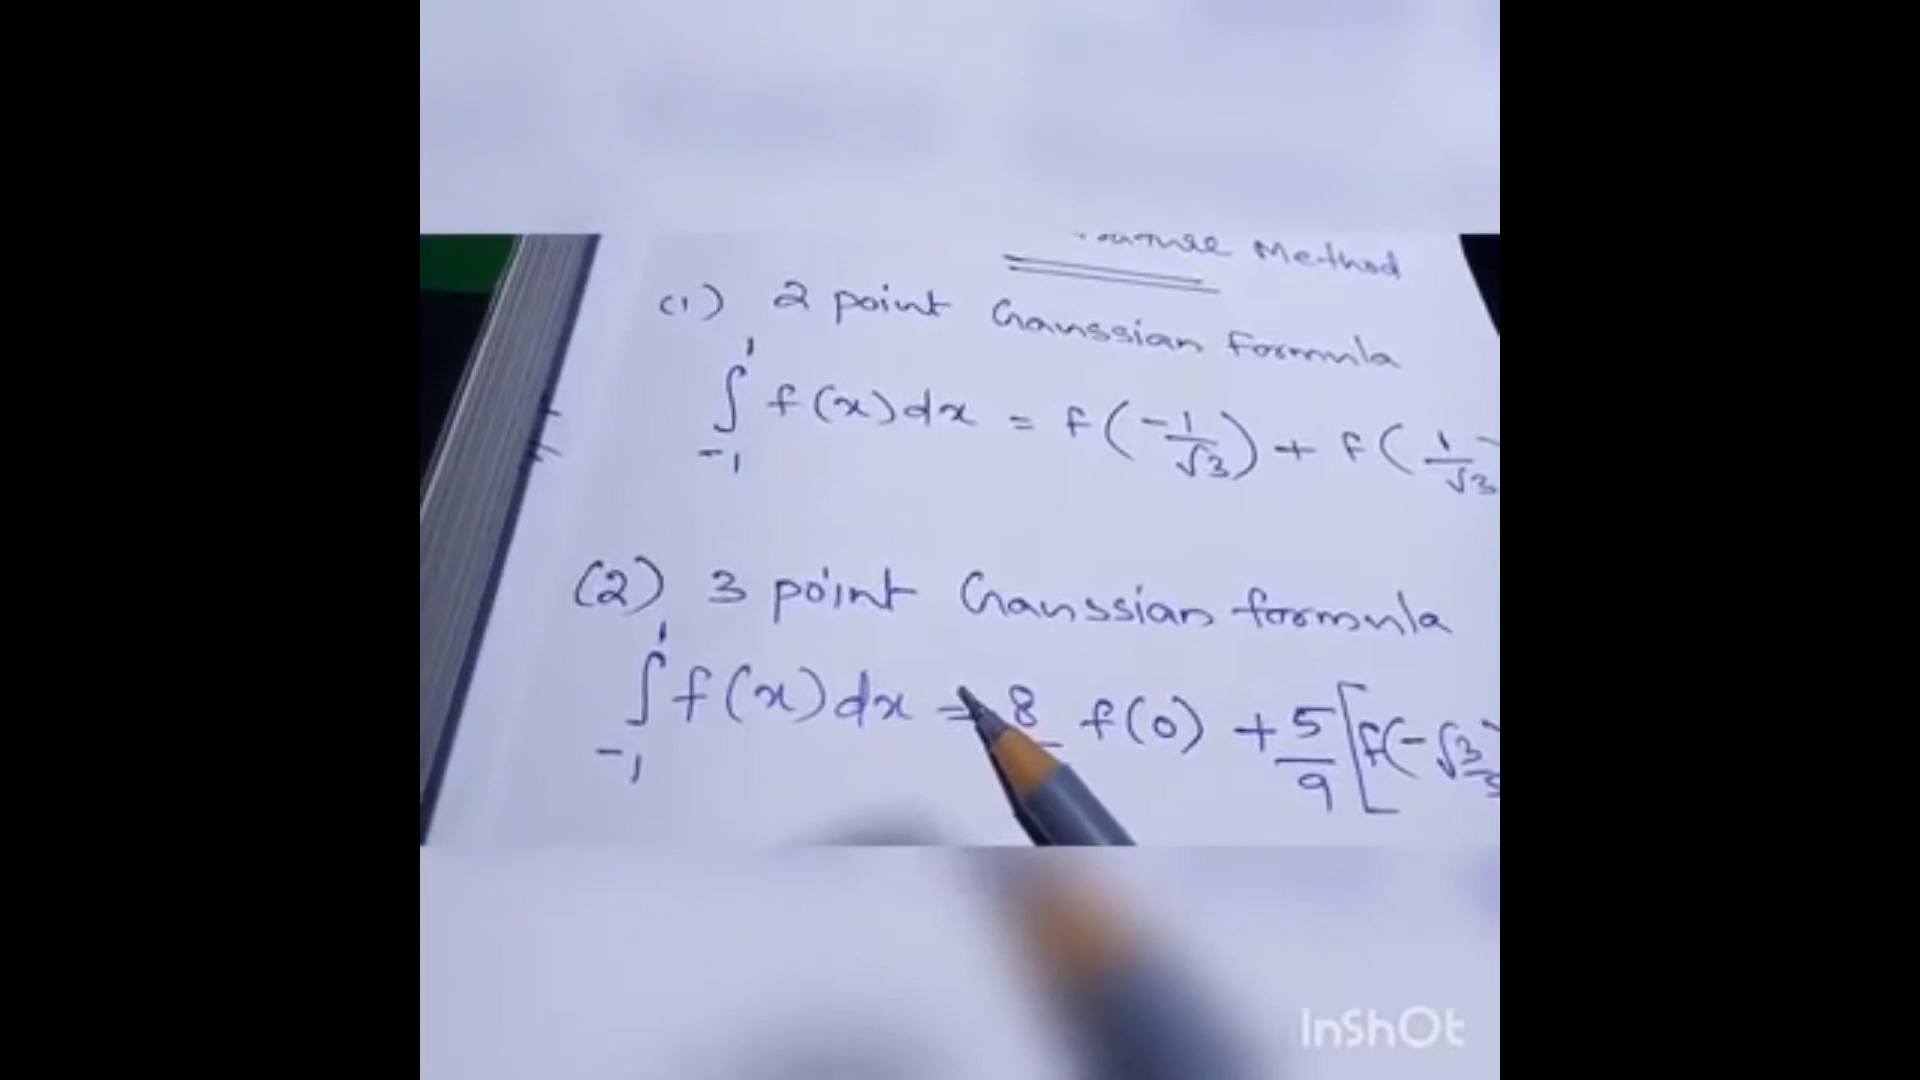 Method
(1) 2 point Gaussian Formula
∫₋₁¹ f(x)dx = f(-1/√3) + f(1/√3
(2) 3 point Gaussian formula
∫₋₁¹ f(x)dx = 8 f(0) + 5/9 [f(-√3/
InShOt